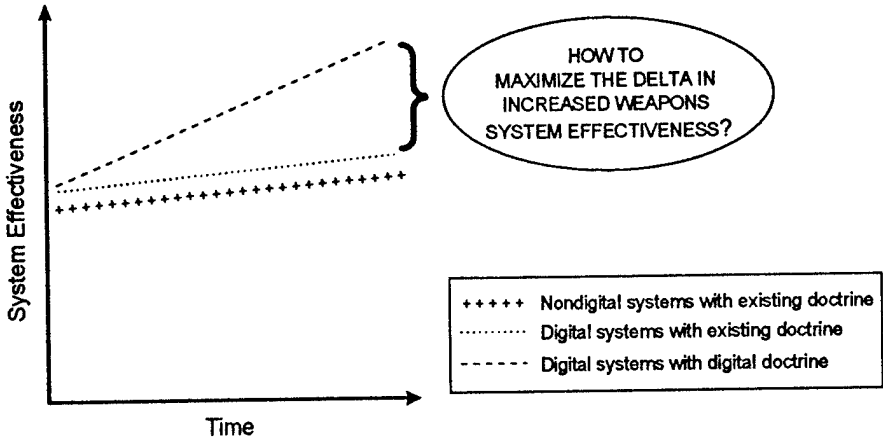 HOW TO
MAXIMIZE THE DELTA IN
INCREASED WEAPONS
SYSTEM EFFECTIVENESS?
System Effectiveness
+++++ Nondigital systems with existing doctrine
Digital systems with existing doctrine
Digital systems with digital doctrine
Time